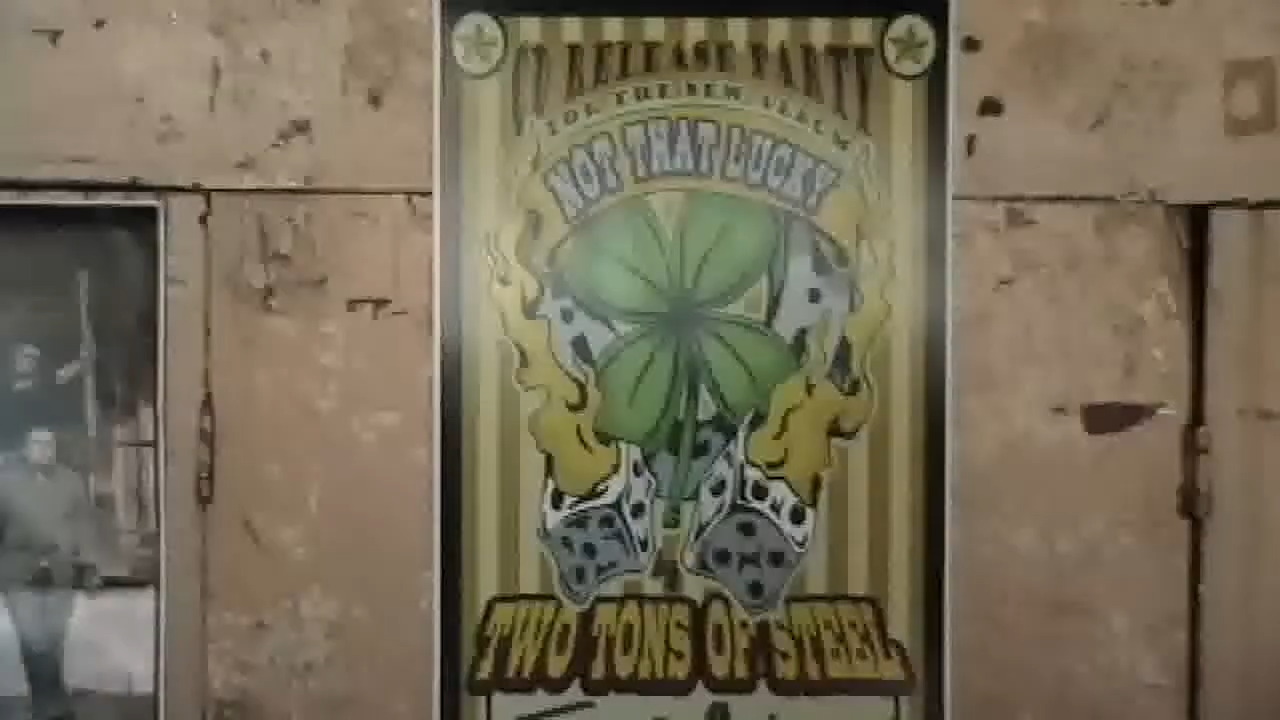 CD RELEASE PARTY
FOR THE NEW ALBUM
NOT THAT LUCKY
TWO TONS OF STEEL